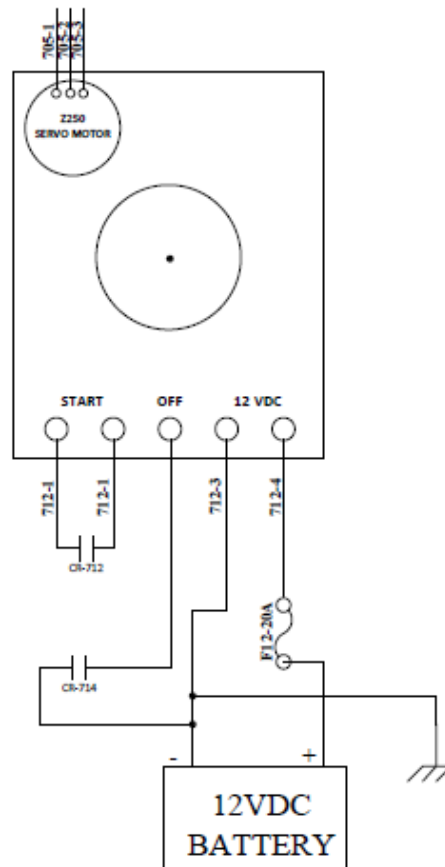 705-1
705-2
705-3
Z250
SERVO MOTOR
START
OFF
12 VDC
712-1
712-1
712-3
712-4
CR-712
F12-20A
CR-714
-
+
12VDC
BATTERY